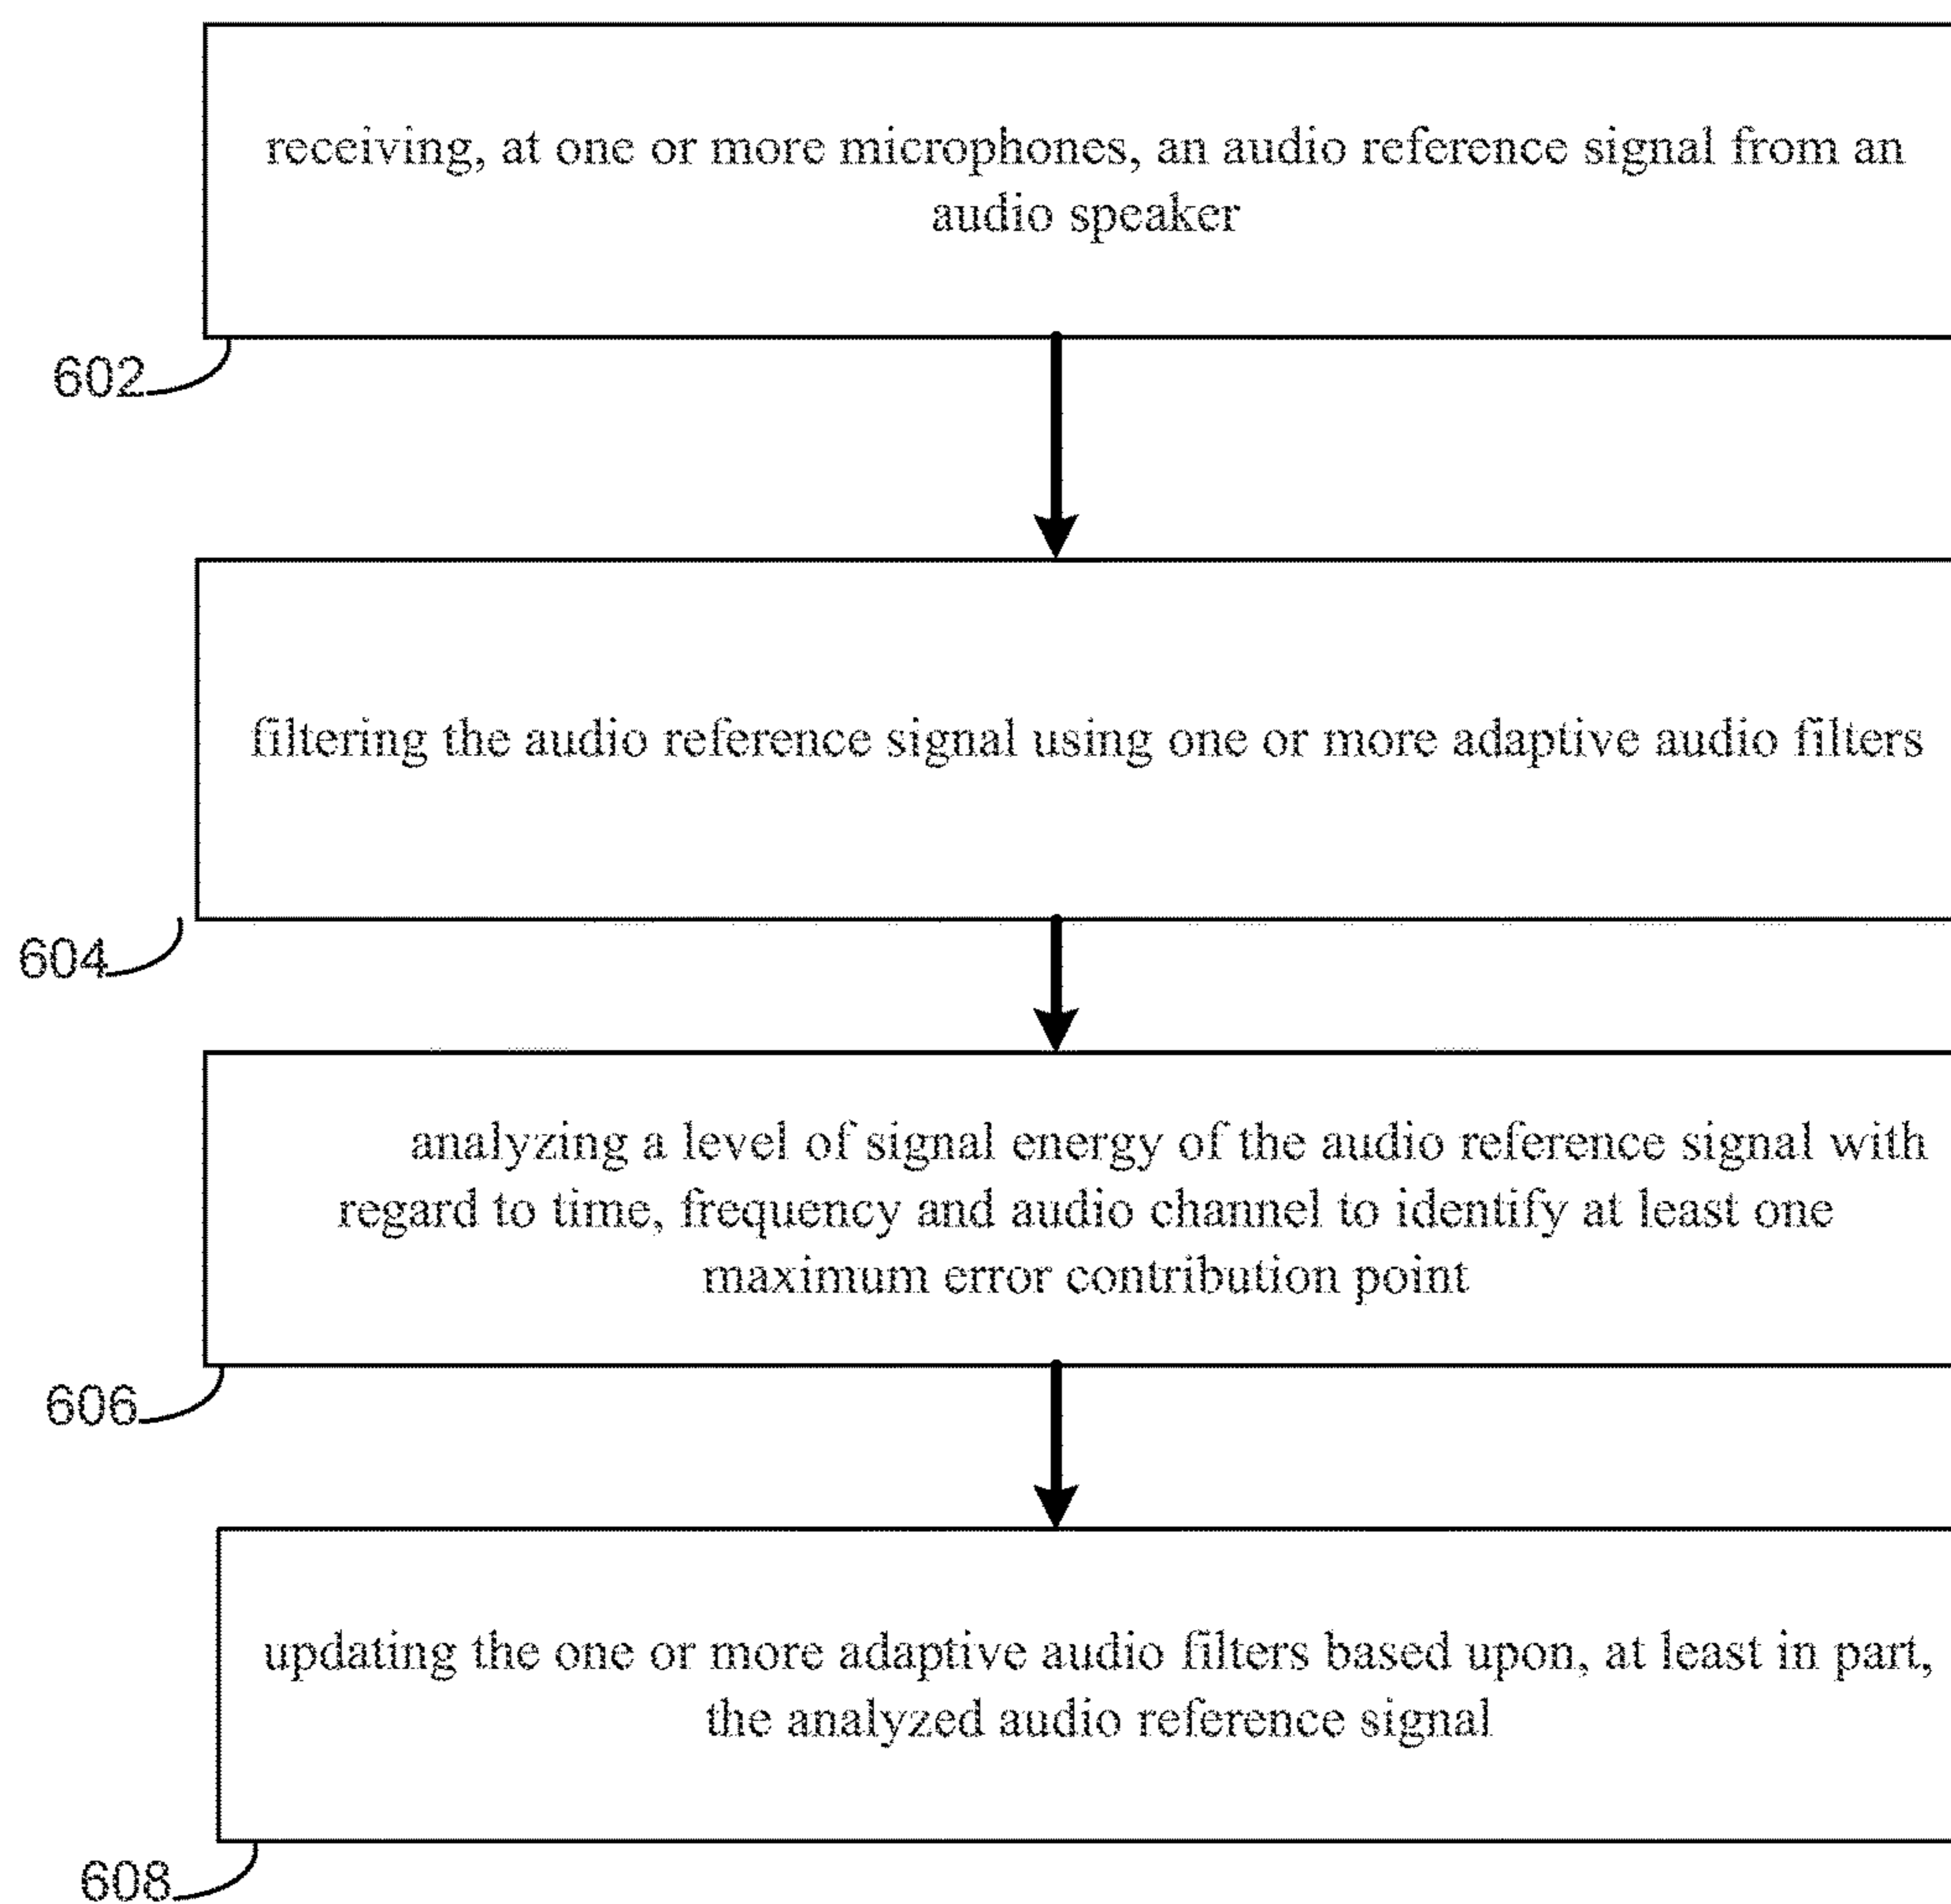 receiving, at one or more microphones, an audio reference signal from an
audio speaker
602
filtering the audio reference signal using one or more adaptive audio filters
604
analyzing a level of signal energy of the audio reference signal with
regard to time, frequency and audio channel to identify at least one
maximum error contribution point
606
updating the one or more adaptive audio filters based upon, at least in part,
the analyzed audio reference signal
608